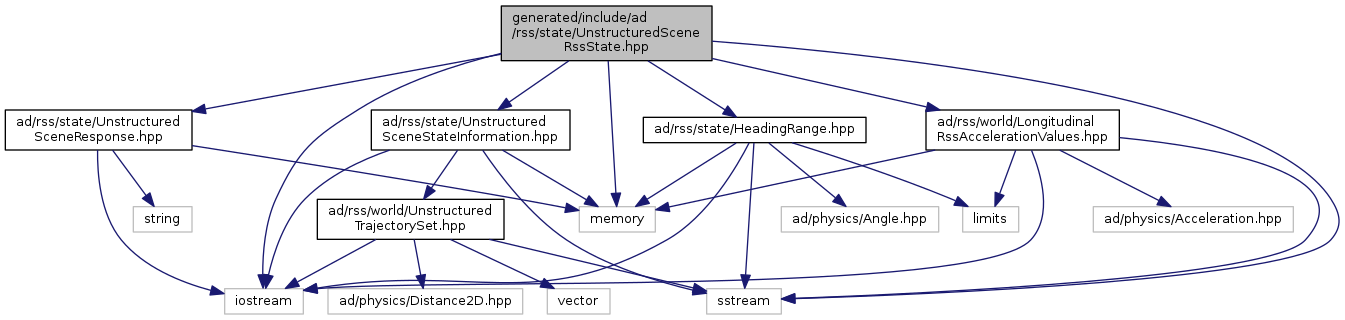 generated/include/ad
/rss/state/UnstructuredScene
RssState.hpp
ad/rss/state/Unstructured
SceneResponse.hpp
ad/rss/state/Unstructured
SceneStateInformation.hpp
ad/rss/state/HeadingRange.hpp
ad/rss/world/Longitudinal
RssAccelerationValues.hpp
string
ad/rss/world/Unstructured
TrajectorySet.hpp
memory
ad/physics/Angle.hpp
limits
ad/physics/Acceleration.hpp
iostream
ad/physics/Distance2D.hpp
vector
sstream